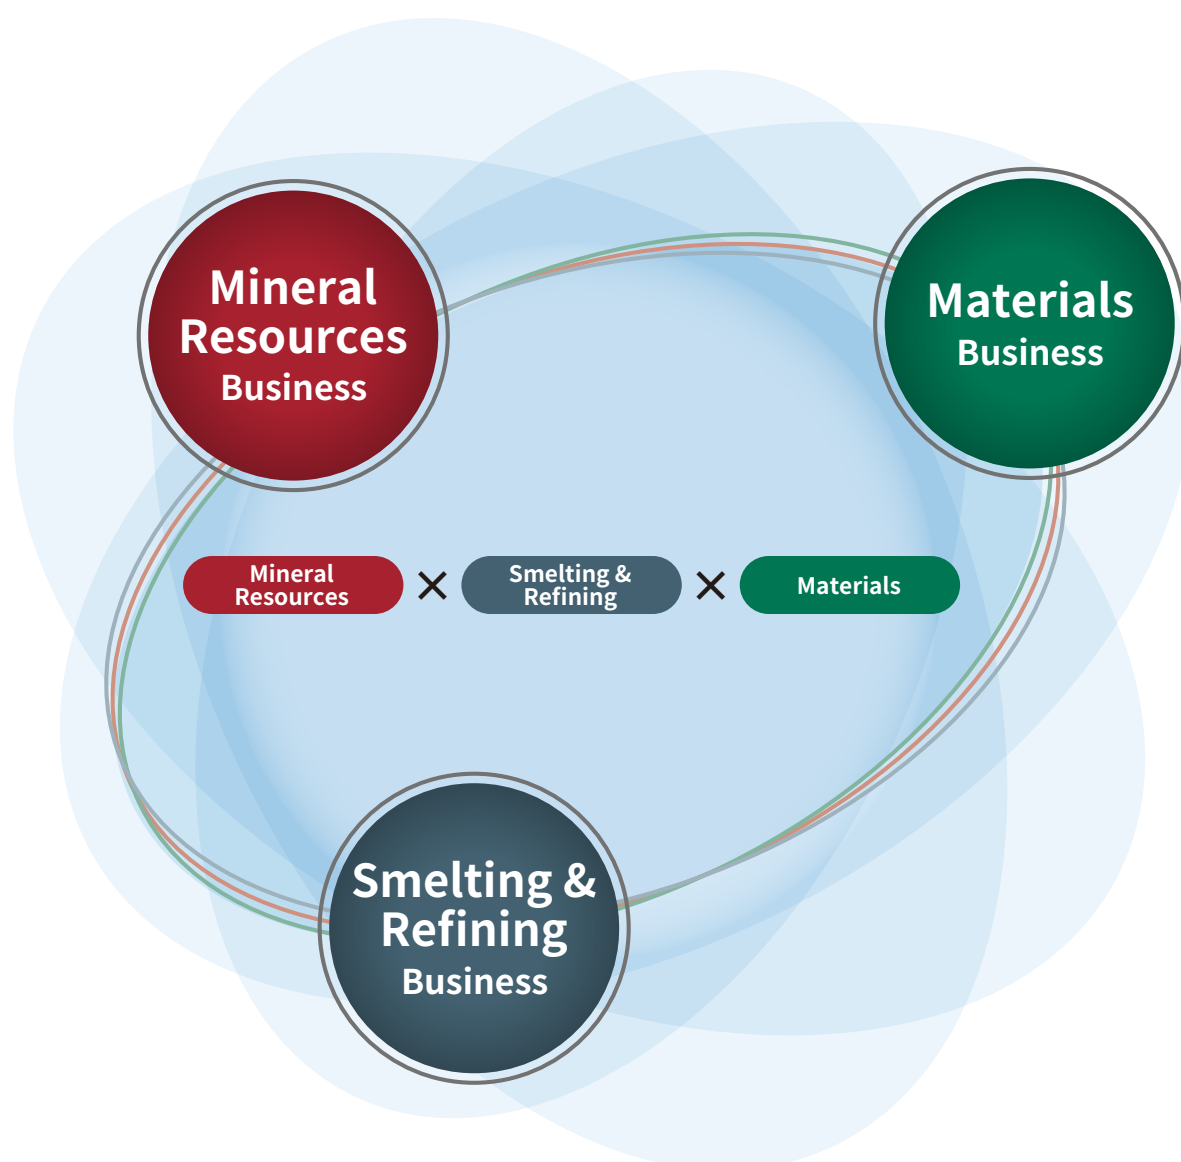 Mineral
Resources
Business
Materials
Business
Mineral
Resources
×
Smelting &
Refining
×
Materials
Smelting &
Refining
Business